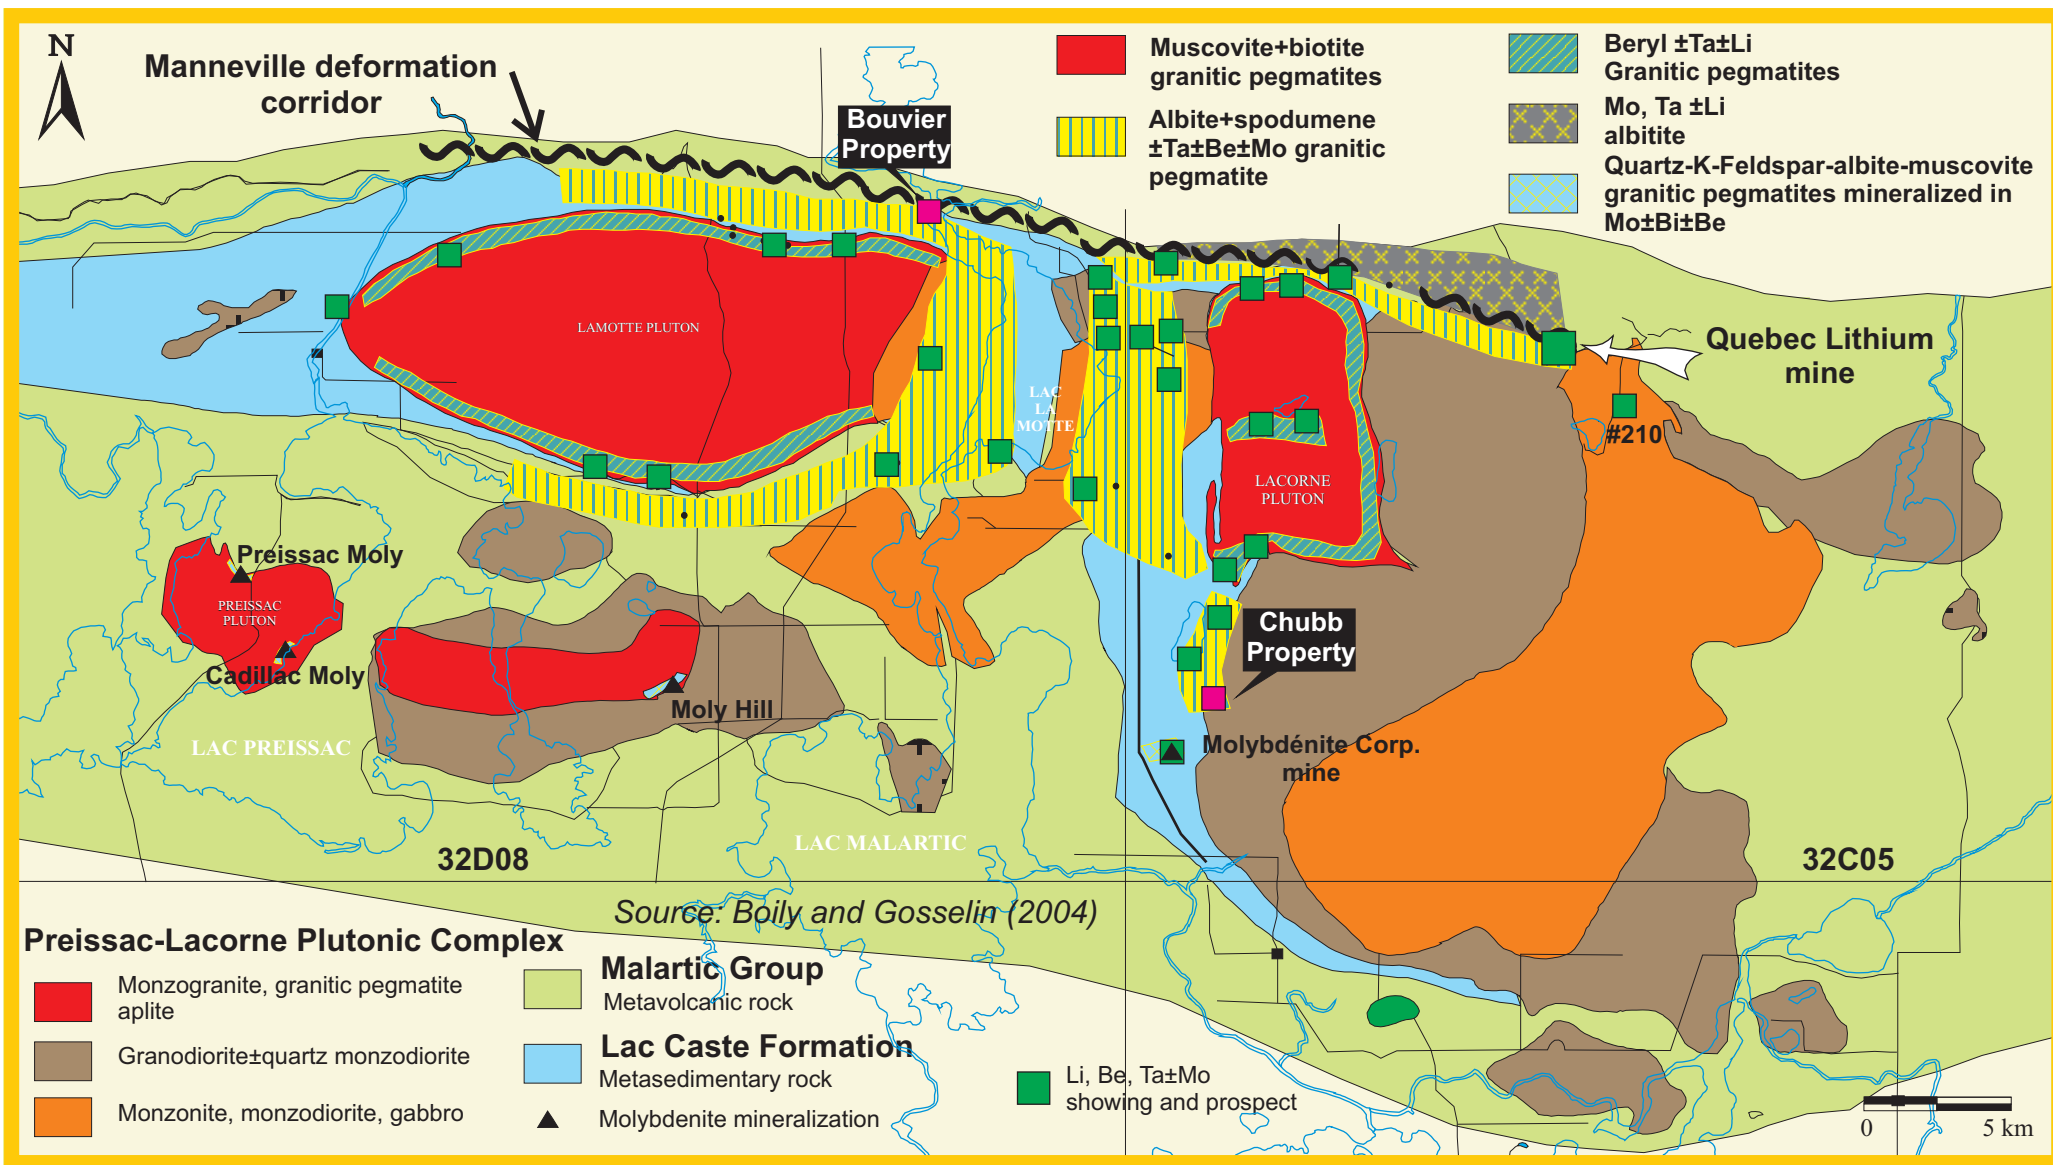 N
Manneville deformation
corridor
Bouvier
Property
Muscovite+biotite
granitic pegmatites
Albite+spodumene
±Ta±Be±Mo granitic
pegmatite
Beryl ±Ta±Li
Granitic pegmatites
Mo, Ta ±Li
albitite
Quartz-K-Feldspar-albite-muscovite
granitic pegmatites mineralized in
Mo±Bi±Be
LAMOTTE PLUTON
Quebec Lithium
mine
LAC
LA
MOTTE
#210
LACORNE
PLUTON
Preissac Moly
PREISSAC
PLUTON
Cadillac Moly
Chubb
Property
Moly Hill
LAC PREISSAC
Molybdénite Corp.
mine
LAC MALARTIC
32D08
32C05
Source: Boily and Gosselin (2004)
Preissac-Lacorne Plutonic Complex
Monzogranite, granitic pegmatite
aplite
Granodiorite±quartz monzodiorite
Monzonite, monzodiorite, gabbro
Malartic Group
Metavolcanic rock
Lac Caste Formation
Metasedimentary rock
Molybdenite mineralization
Li, Be, Ta±Mo
showing and prospect
0 5 km